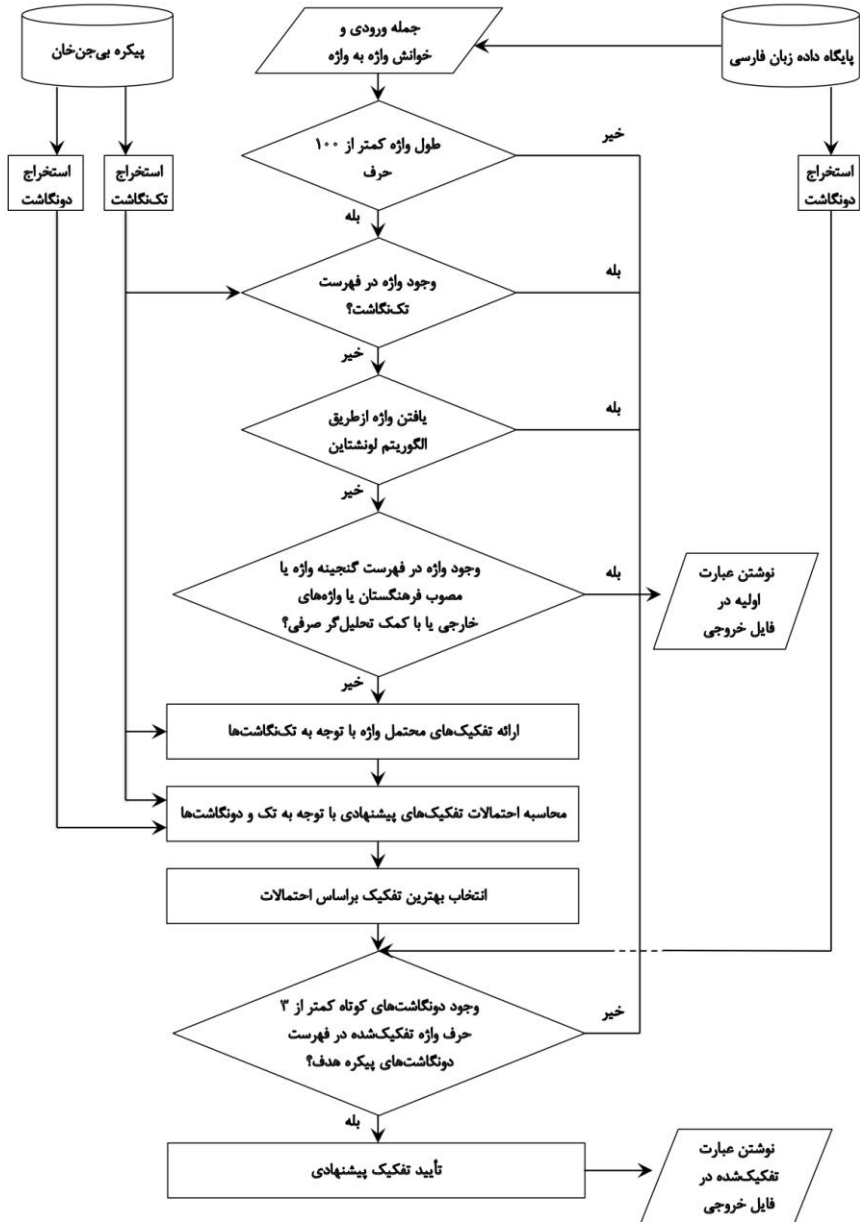 پایگاه داده زبان فارسی
جمله ورودی و
خوانش واژه به واژه
پیکره بی‌جن‌خان
طول واژه کمتر از ۱۰۰
حرف
خیر
بله
استخراج
دونگاشت
استخراج
تک‌نگاشت
استخراج
دونگاشت
وجود واژه در فهرست
تک‌نگاشت؟
بله
خیر
یافتن واژه ازطریق
الگوریتم لونشتاین
بله
خیر
وجود واژه در فهرست گنجینه واژه یا
مصوب فرهنگستان یا واژه‌های
خارجی یا با کمک تحلیل‌گر صرفی؟
بله
خیر
نوشتن عبارت
اولیه در
فایل خروجی
ارائه تفکیک‌های محتمل واژه با توجه به تک‌نگاشت‌ها
محاسبه احتمالات تفکیک‌های پیشنهادی با توجه به تک و دونگاشت‌ها
انتخاب بهترین تفکیک براساس احتمالات
وجود دونگاشت‌های کوتاه کمتر از ۳
حرف واژه تفکیک‌شده در فهرست
دونگاشت‌های پیکره هدف؟
خیر
بله
تأیید تفکیک پیشنهادی
نوشتن عبارت
تفکیک‌شده در
فایل خروجی